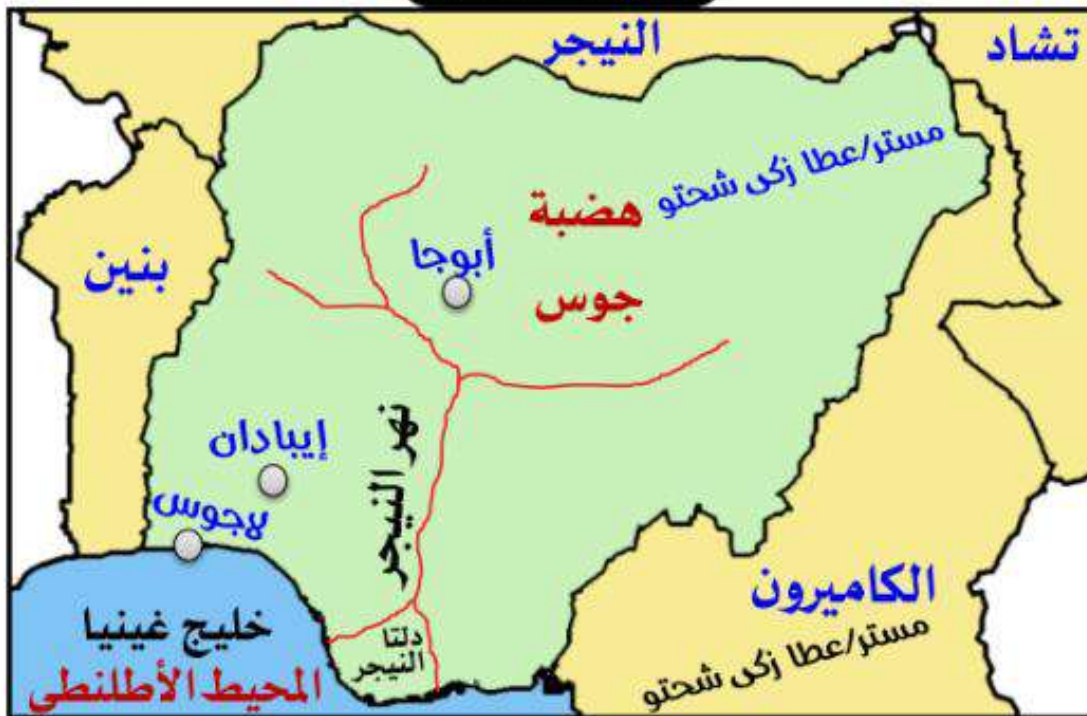 النيجر
تشاد
مستر/عطا زكى شحتو
هضبة
جوس
أبوجا
بنين
نهر النيجر
إيبادان
لاجوس
الكاميرون
مستر/عطا زكى شحتو
خليج غينيا
المحيط الأطلنطى
دلتا
النيجر